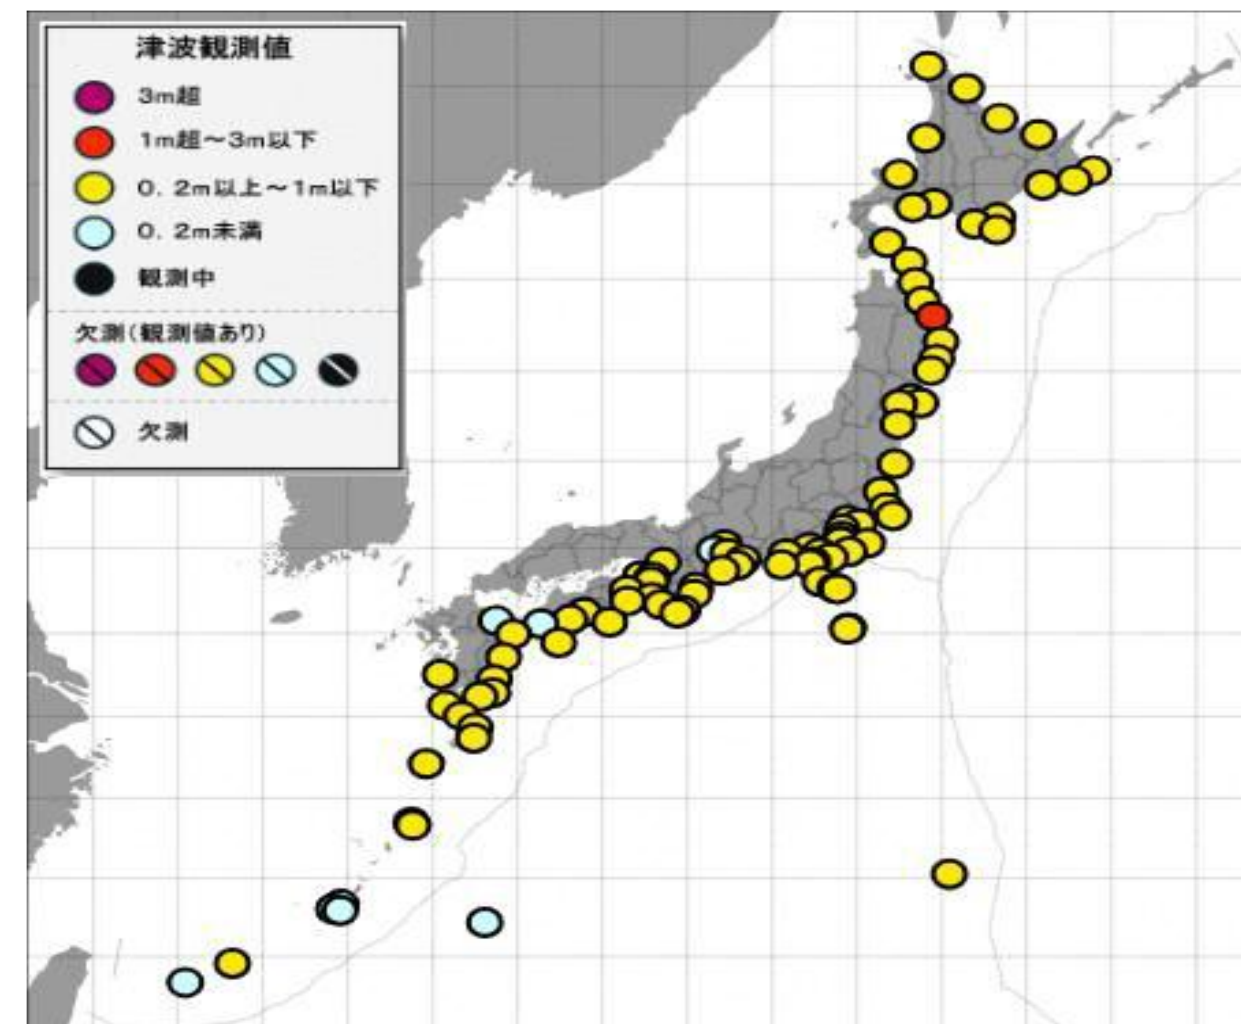 津波観測値
3m超
1m超～3m以下
0．2m以上～1m以下
0．2m未満
観測中
欠測（観測値あり）
欠測